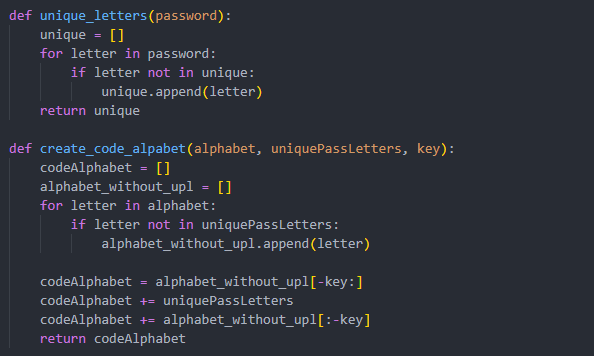 def unique_letters(password):
    unique = []
    for letter in password:
        if letter not in unique:
            unique.append(letter)
    return unique

def create_code_alpabet(alphabet, uniquePassLetters, key):
    codeAlphabet = []
    alphabet_without_upl = []
    for letter in alphabet:
        if letter not in uniquePassLetters:
            alphabet_without_upl.append(letter)

    codeAlphabet = alphabet_without_upl[-key:]
    codeAlphabet += uniquePassLetters
    codeAlphabet += alphabet_without_upl[:-key]
    return codeAlphabet